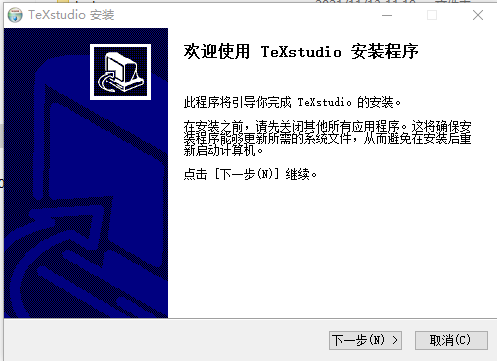 TeXstudio 安装
欢迎使用 TeXstudio 安装程序
此程序将引导你完成 TeXstudio 的安装。
在安装之前，请先关闭其他所有应用程序。这将确保安
装程序能够更新所需的系统文件，从而避免在安装后重
新启动计算机。
点击 [下一步(N)] 继续。
下一步(N) >
取消(C)